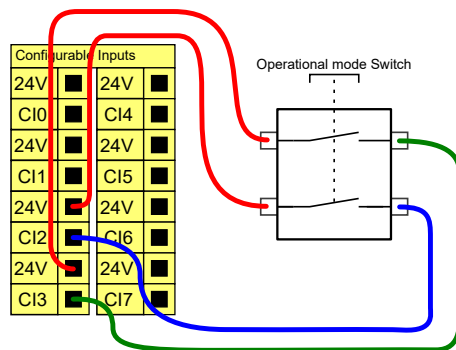 Configurable Inputs
24V 24V
CI0 CI4
24V 24V
CI1 CI5
24V 24V
CI2 CI6
24V 24V
CI3 CI7
Operational mode Switch